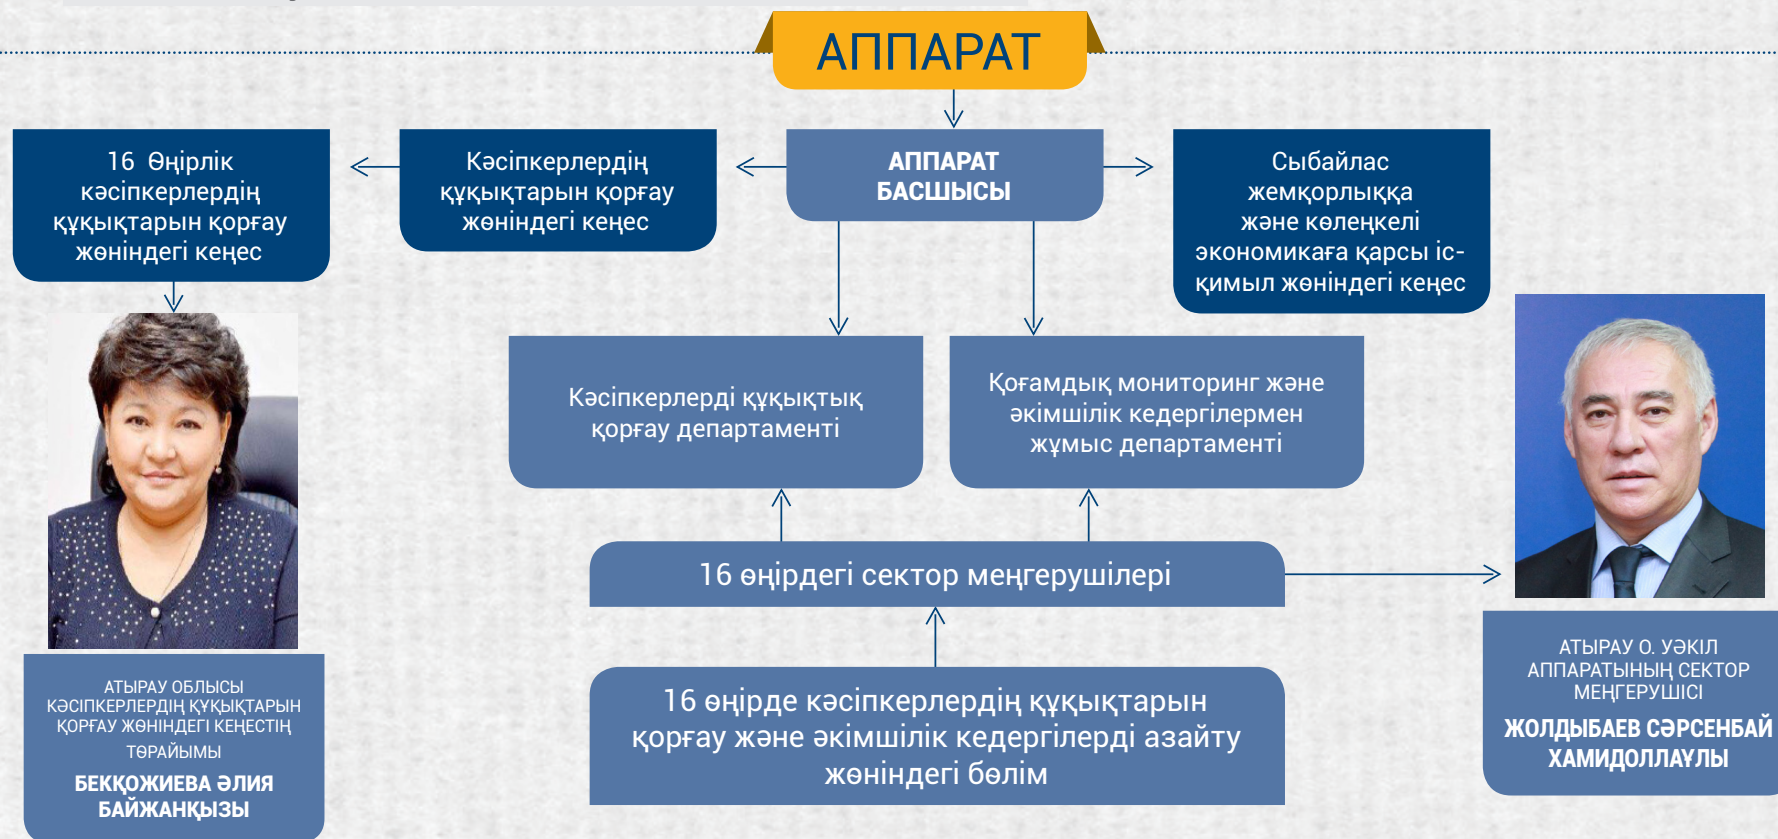 АППАРАТ
16 Өңірлік
кәсіпкерлердің
құқықтарын қорғау
жөніндегі кеңес
Кәсіпкерлердің
құқықтарын қорғау
жөніндегі кеңес
АППАРАТ
БАСШЫСЫ
Сыбайлас
жемқорлыққа
және көлеңкелі
экономикаға қарсы іс-
қимыл жөніндегі кеңес
Кәсіпкерлерді құқықтық
қорғау департаменті
Қоғамдық мониторинг және
әкімшілік кедергілермен
жұмыс департаменті
16 өңірдегі сектор меңгерушілері
16 өңірде кәсіпкерлердің құқықтарын
қорғау және әкімшілік кедергілерді азайту
жөніндегі бөлім
АТЫРАУ ОБЛЫСЫ
КӘСІПКЕРЛЕРДІҢ ҚҰҚЫҚТАРЫН
ҚОРҒАУ ЖӨНІНДЕГІ КЕҢЕСТІҢ
ТӨРАЙЫМЫ
БЕКҚОЖИЕВА ӘЛИЯ
БАЙЖАНҚЫЗЫ
АТЫРАУ О. УӘКІЛ
АППАРАТЫНЫҢ СЕКТОР
МЕҢГЕРУШІСІ
ЖОЛДЫБАЕВ СӘРСЕНБАЙ
ХАМИДОЛЛАҰЛЫ